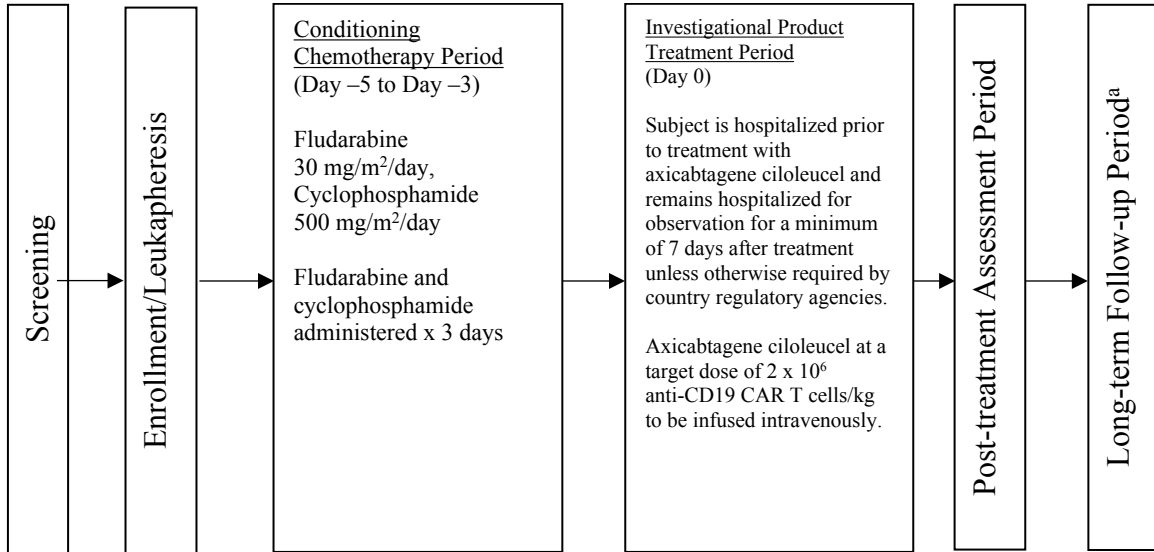 Screening
Enrollment/Leukapheresis
Conditioning
Chemotherapy Period
(Day –5 to Day –3)
Fludarabine
30 mg/m²/day,
Cyclophosphamide
500 mg/m²/day
Fludarabine and
cyclophosphamide
administered x 3 days
Investigational Product
Treatment Period
(Day 0)
Subject is hospitalized prior
to treatment with
axicabtagene ciloleucel and
remains hospitalized for
observation for a minimum
of 7 days after treatment
unless otherwise required by
country regulatory agencies.
Axicabtagene ciloleucel at a
target dose of 2 x 10⁶
anti-CD19 CAR T cells/kg
to be infused intravenously.
Post-treatment Assessment Period
Long-term Follow-up Periodᵃ